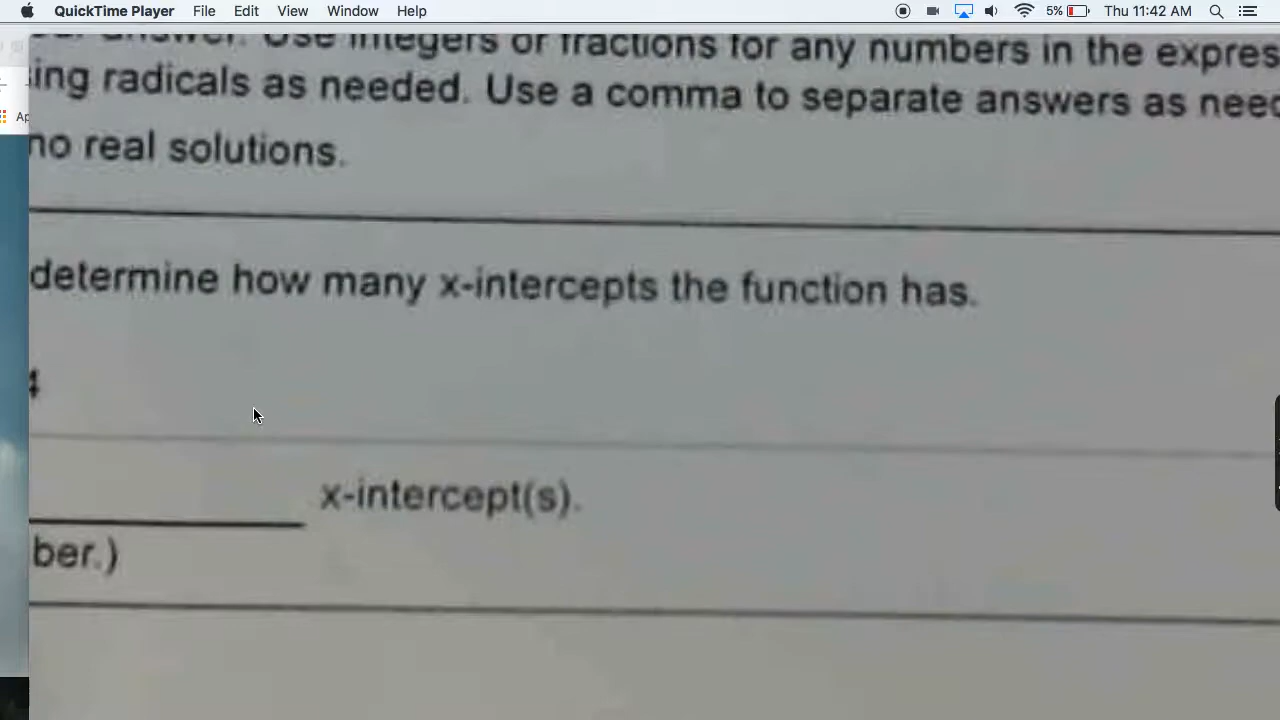 QuickTime Player File Edit View Window Help 5% Thu 11:42 AM
answer. Use integers or fractions for any numbers in the expres
ing radicals as needed. Use a comma to separate answers as need
no real solutions.
determine how many x-intercepts the function has.
4
x-intercept(s).
ber.)